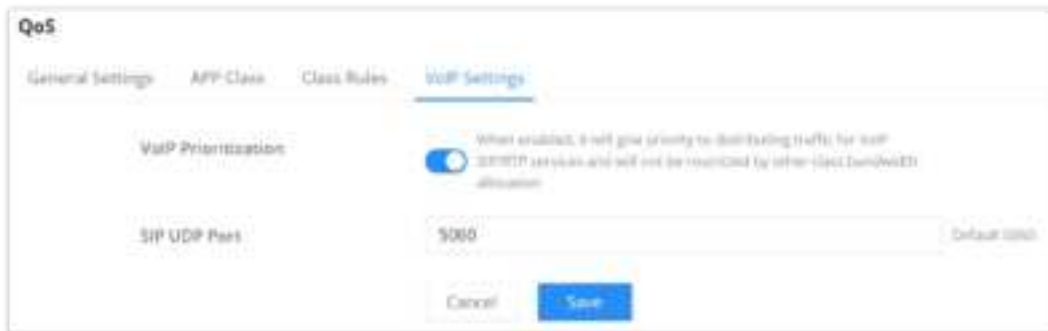 QoS
General Settings APP Class Class Rules VoIP Settings
VoIP Prioritization
When enabled, it will give priority to distributing traffic for VoIP
SIP/RTP services and will not be restricted by other class bandwidth
allocation
SIP UDP Port 5060 Default 5060
Cancel Save